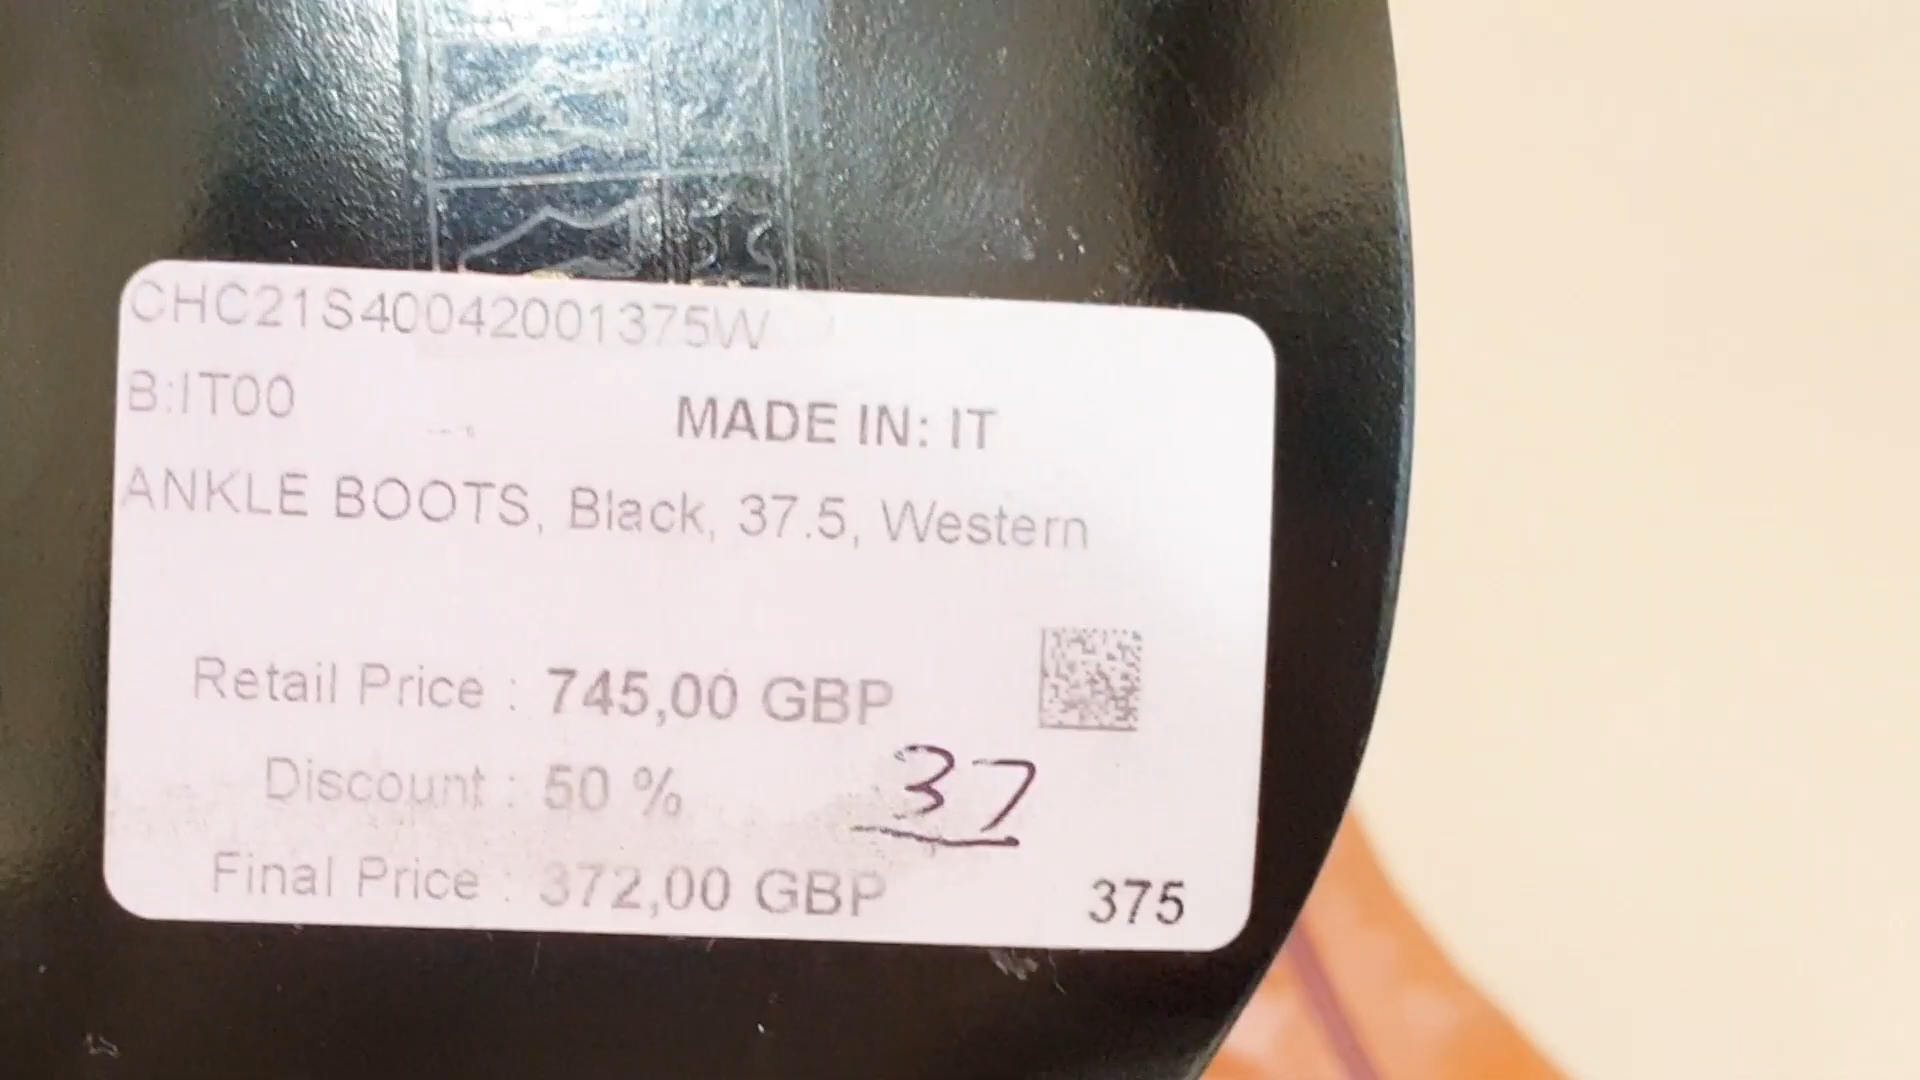 CHC21S40042001375W
B:IT00
MADE IN: IT
ANKLE BOOTS, Black, 37.5, Western
Retail Price : 745,00 GBP
Discount : 50 %
37
Final Price : 372,00 GBP
375